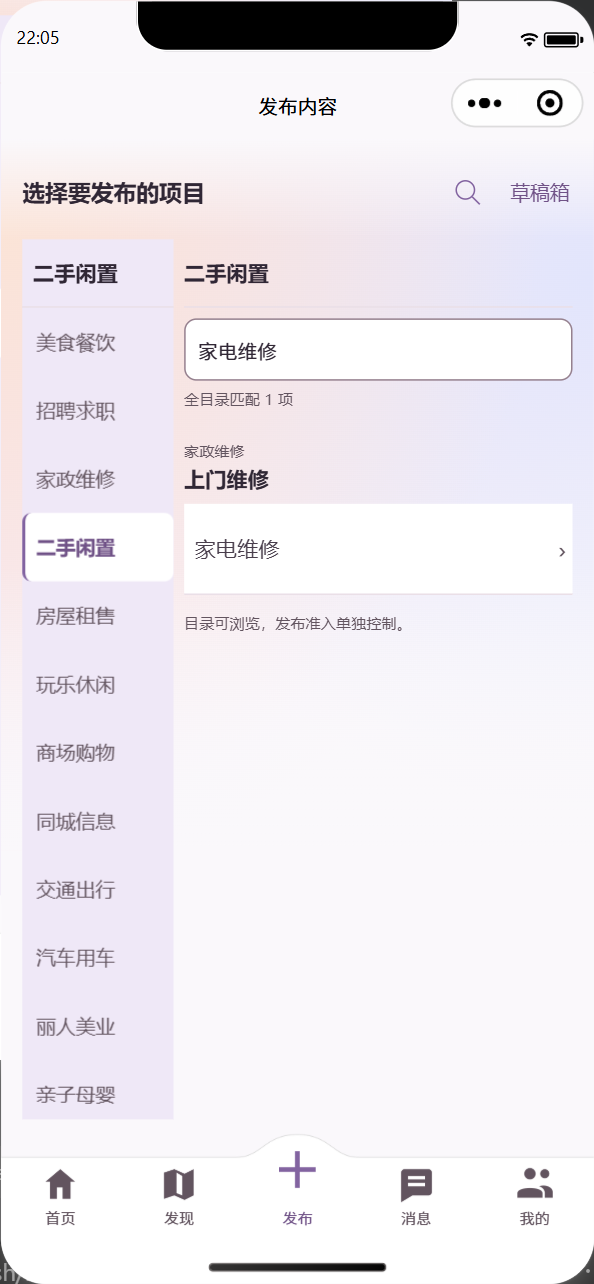 22:05
发布内容
选择要发布的项目
草稿箱
二手闲置
美食餐饮
招聘求职
家政维修
二手闲置
房屋租售
玩乐休闲
商场购物
同城信息
交通出行
汽车用车
丽人美业
亲子母婴
二手闲置
家电维修
全目录匹配 1 项
家政维修
上门维修
家电维修 ›
目录可浏览，发布准入单独控制。
首页
发现
发布
消息
我的